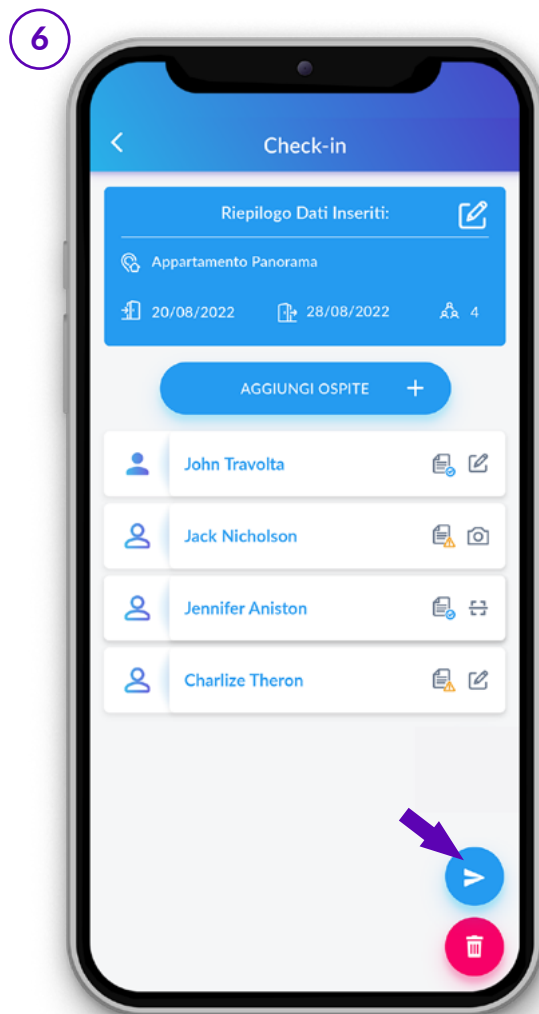 6
Check-in
Riepilogo Dati Inseriti:
Appartamento Panorama
20/08/2022 28/08/2022 4
AGGIUNGI OSPITE +
John Travolta
Jack Nicholson
Jennifer Aniston
Charlize Theron